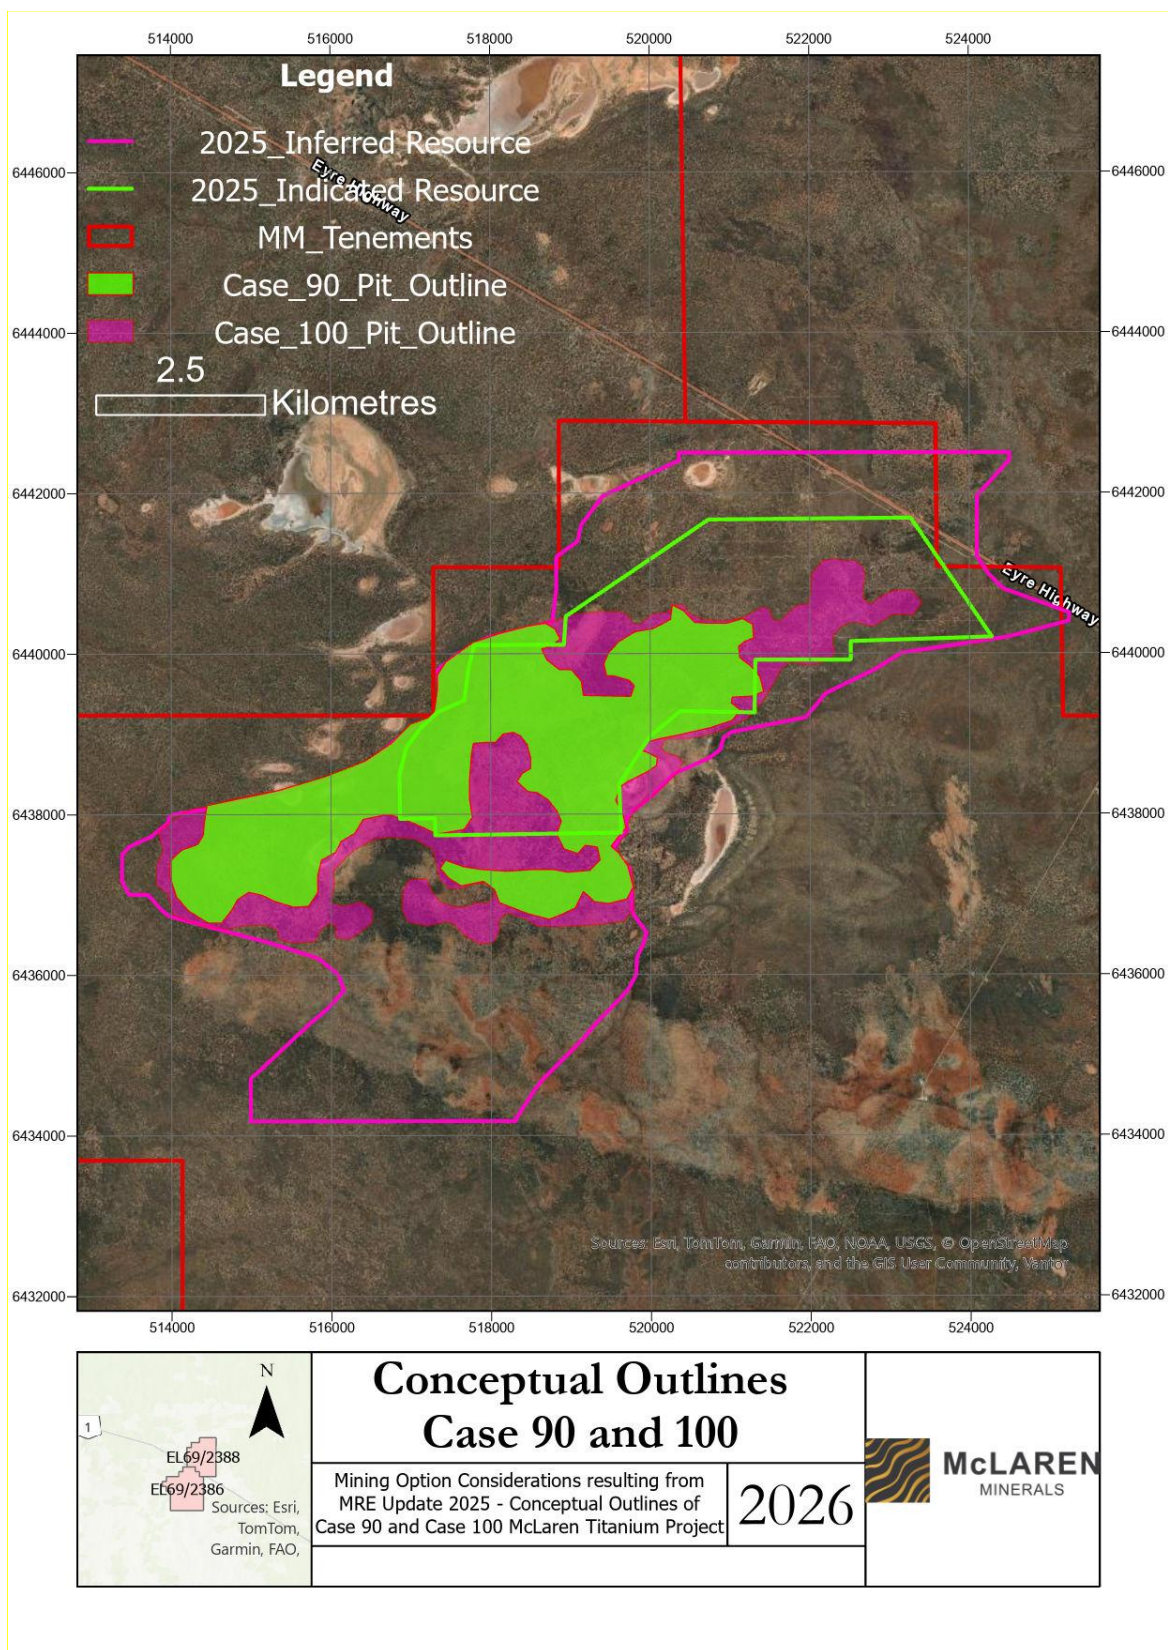 514000 516000 518000 520000 522000 524000
Legend
2025_Inferred Resource
Eyre Highway
6446000 6446000
2025_Indicated Resource
MM_Tenements
Case_90_Pit_Outline
Case_100_Pit_Outline
6444000 6444000
2.5
Kilometres
6442000 6442000
Eyre Highway
6440000 6440000
6438000 6438000
6436000 6436000
6434000 6434000
Sources: Esri, TomTom, Garmin, FAO, NOAA, USGS, © OpenStreetMap
contributors, and the GIS User Community, Vantor
6432000 6432000
514000 516000 518000 520000 522000 524000
N
1
EL69/2388
EL69/2386
Sources: Esri,
TomTom,
Garmin, FAO,
Conceptual Outlines
Case 90 and 100
Mining Option Considerations resulting from
MRE Update 2025 - Conceptual Outlines of
Case 90 and Case 100 McLaren Titanium Project
2026
McLAREN
MINERALS